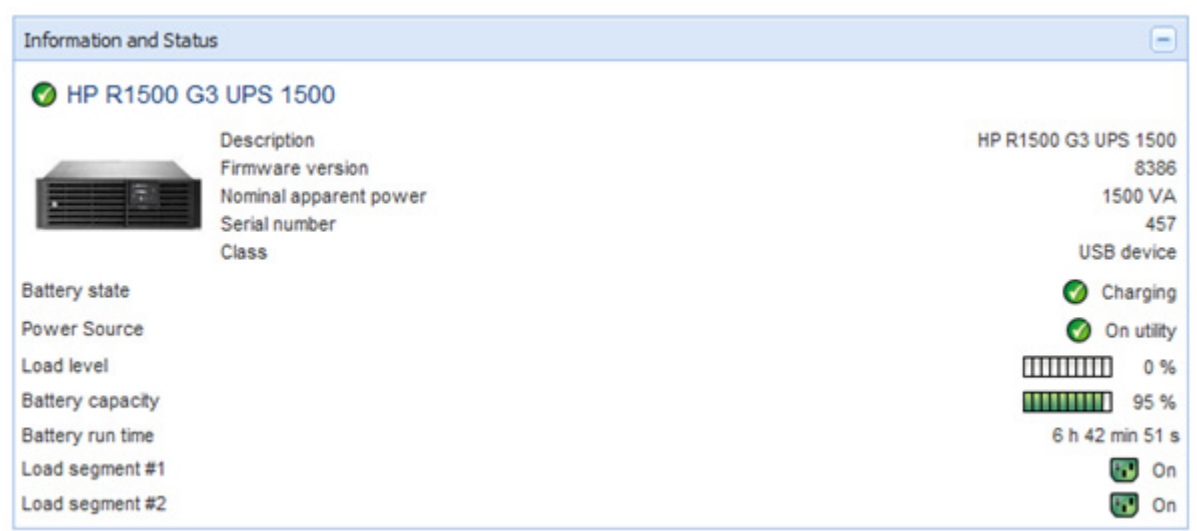 Information and Status
HP R1500 G3 UPS 1500
Description HP R1500 G3 UPS 1500
Firmware version 8386
Nominal apparent power 1500 VA
Serial number 457
Class USB device
Battery state Charging
Power Source On utility
Load level 0 %
Battery capacity 95 %
Battery run time 6 h 42 min 51 s
Load segment #1 On
Load segment #2 On